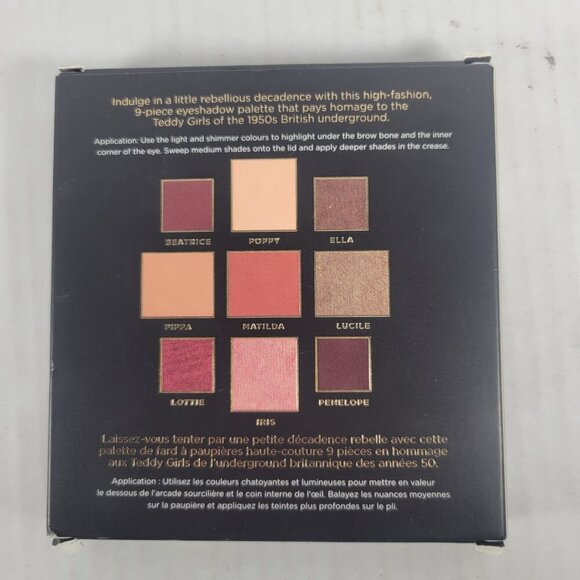 Indulge in a little rebellious decadence with this high-fashion,
9-piece eyeshadow palette that pays homage to the
Teddy Girls of the 1950s British underground.
Application: Use the light and shimmer colours to highlight under the brow bone and the inner
corner of the eye. Sweep medium shades onto the lid and apply deeper shades in the crease.
BEATRICE POPPY ELLA
PIPPA MATILDA LUCILE
LOTTIE IRIS PENELOPE
Laissez-vous tenter par une petite décadence rebelle avec cette
palette de fard à paupières haute-couture 9 pièces en hommage
aux Teddy Girls de l'underground britannique des années 50.
Application : Utilisez les couleurs chatoyantes et lumineuses pour mettre en valeur
le dessous de l'arcade sourcilière et le coin interne de l'œil. Balayez les nuances moyennes
sur la paupière et appliquez les teintes plus profondes sur le pli.